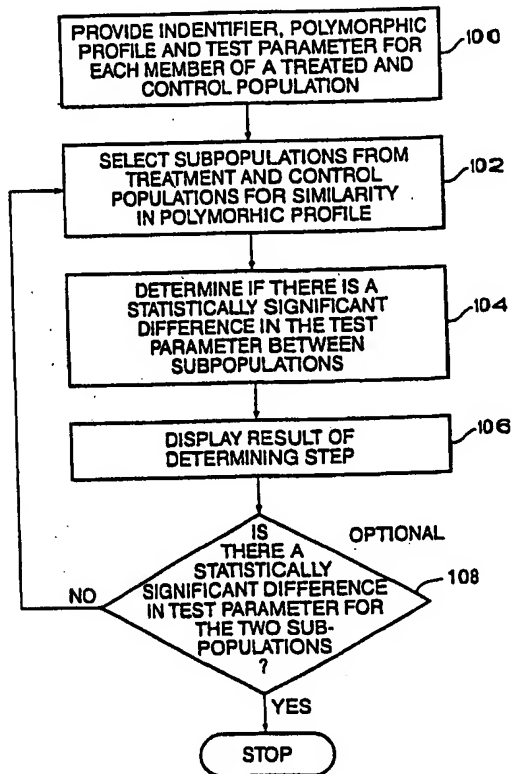 PROVIDE INDENTIFIER, POLYMORPHIC
PROFILE AND TEST PARAMETER FOR
EACH MEMBER OF A TREATED AND
CONTROL POPULATION
100
SELECT SUBPOPULATIONS FROM
TREATMENT AND CONTROL
POPULATIONS FOR SIMILARITY
IN POLYMORHIC PROFILE
102
DETERMINE IF THERE IS A
STATISTICALLY SIGNIFICANT
DIFFERENCE IN THE TEST
PARAMETER BETWEEN
SUBPOPULATIONS
104
DISPLAY RESULT OF
DETERMINING STEP
106
OPTIONAL
IS
THERE A
STATISTICALLY
SIGNIFICANT DIFFERENCE
IN TEST PARAMETER FOR
THE TWO SUB-
POPULATIONS
?
108
NO
YES
STOP